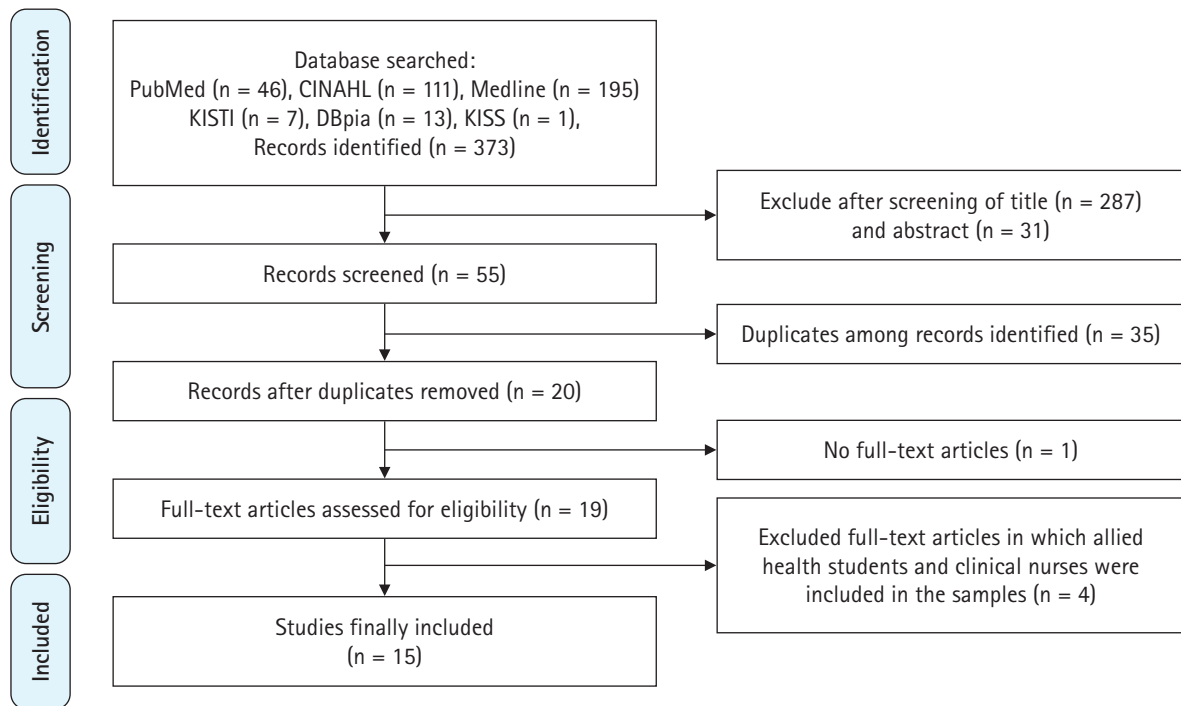 Identification
Database searched:
PubMed (n = 46), CINAHL (n = 111), Medline (n = 195)
KISTI (n = 7), DBpia (n = 13), KISS (n = 1),
Records identified (n = 373)
Screening
Exclude after screening of title (n = 287)
and abstract (n = 31)
Records screened (n = 55)
Duplicates among records identified (n = 35)
Records after duplicates removed (n = 20)
Eligibility
No full-text articles (n = 1)
Full-text articles assessed for eligibility (n = 19)
Excluded full-text articles in which allied
health students and clinical nurses were
included in the samples (n = 4)
Included
Studies finally included
(n = 15)